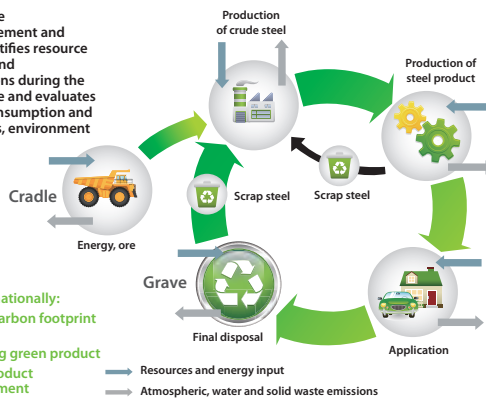 e
ement and
tifies resource
nd
ns during the
e and evaluates
nsumption and
s, environment
Production
of crude steel
Production of
steel product
Cradle
Scrap steel
Scrap steel
Energy, ore
Grave
Final disposal
Application
ationally:
arbon footprint
ng green product
oduct
ment
Resources and energy input
Atmospheric, water and solid waste emissions